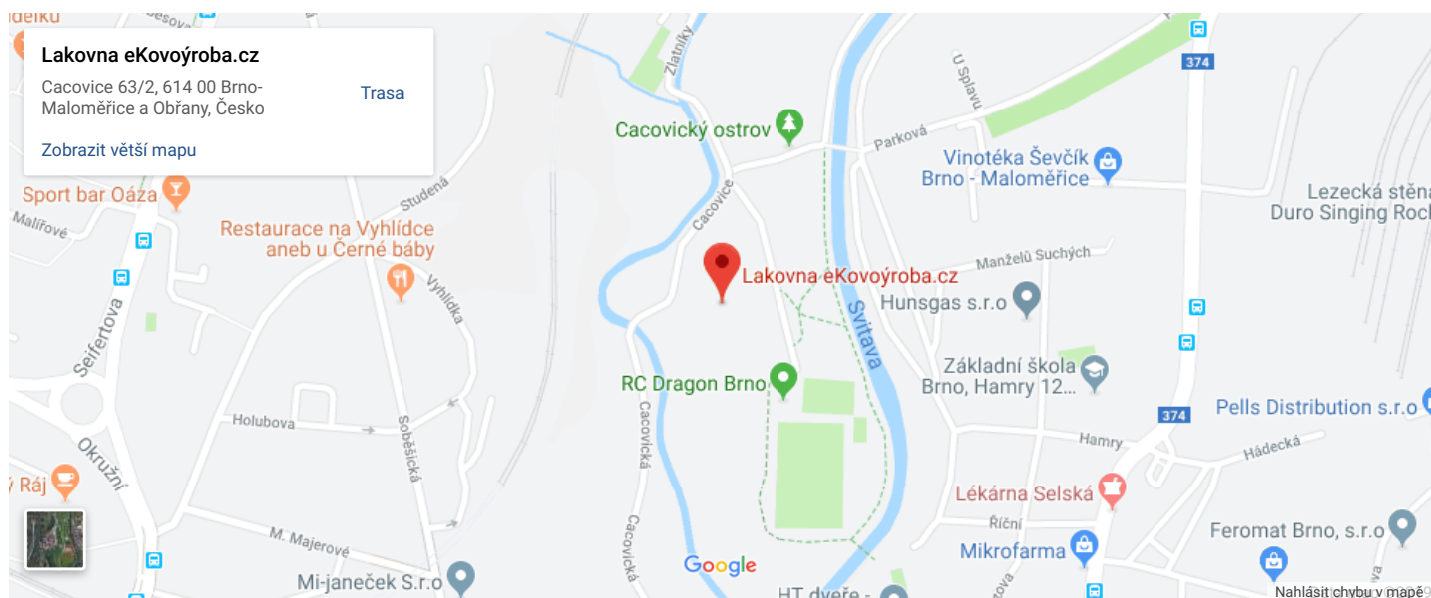 Lakovna eKovoýroba.cz
Cacovice 63/2, 614 00 Brno-
Maloměřice a Obřany, Česko
Trasa
Zobrazit větší mapu
Zlatníky
U Splavu
374
Cacovický ostrov
Parková
Vinotéka Ševčík
Brno - Maloměřice
Lezecká stěna
Duro Singing Rock
Sport bar Oáza
Malířové
Studená
Cacovice
Restaurace na Vyhlídce
aneb u Černé báby
Vyhlídka
Lakovna eKovoýroba.cz
Manželů Suchých
Hunsgas s.r.o
Svitava
Seifertova
Základní škola
Brno, Hamry 12...
RC Dragon Brno
Pells Distribution s.r.o
374
Holubova
Soběšická
Cacovická
Hamry
Hádecká
Okružní
Ráj
Lékárna Selská
Říční
Feromat Brno, s.r.o
M. Majerové
Cacovická
Mikrofarma
Google
Mi-janeček S.r.o
HT dveře -
Nahlásit chybu v mapě